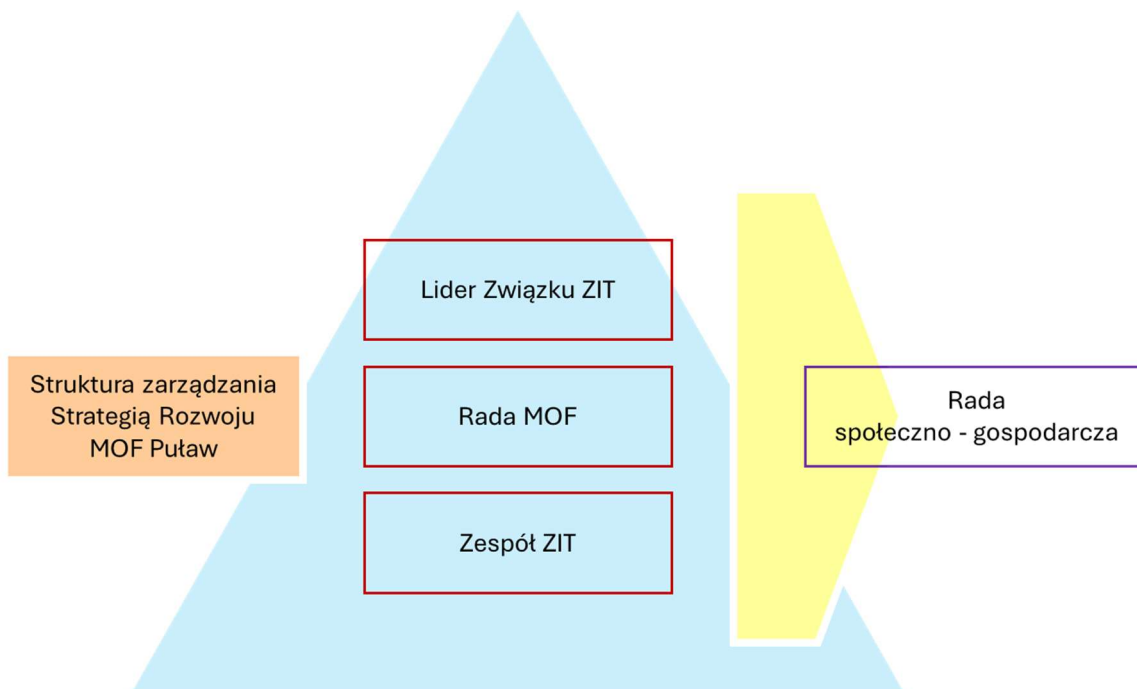 Lider Związku ZIT
Struktura zarządzania
Strategią Rozwoju
MOF Puław
Rada MOF
Rada
społeczno - gospodarcza
Zespół ZIT